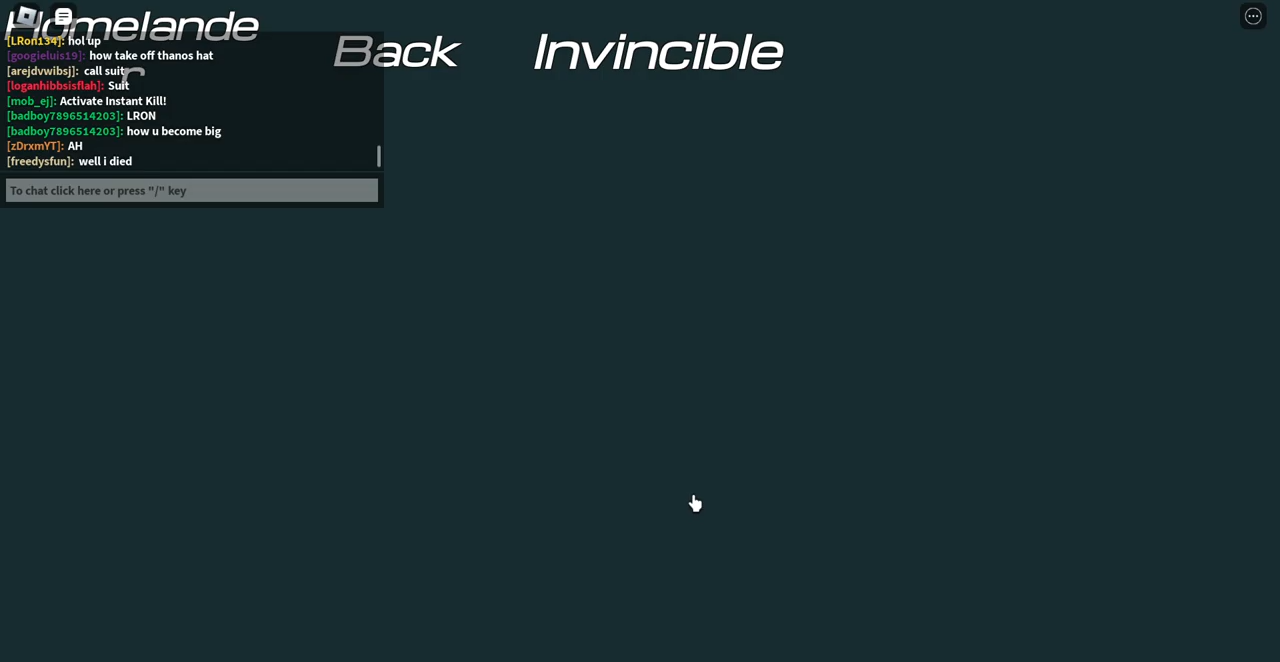 Homelande
r
Back
Invincible
[LRon134]: hol up
[googieluis19]: how take off thanos hat
[arejdvwibsj]: call suit
[loganhibbsisflah]: Suit
[mob_ej]: Activate Instant Kill!
[badboy7896514203]: LRON
[badboy7896514203]: how u become big
[zDrxmYT]: AH
[freedysfun]: well i died
To chat click here or press "/" key